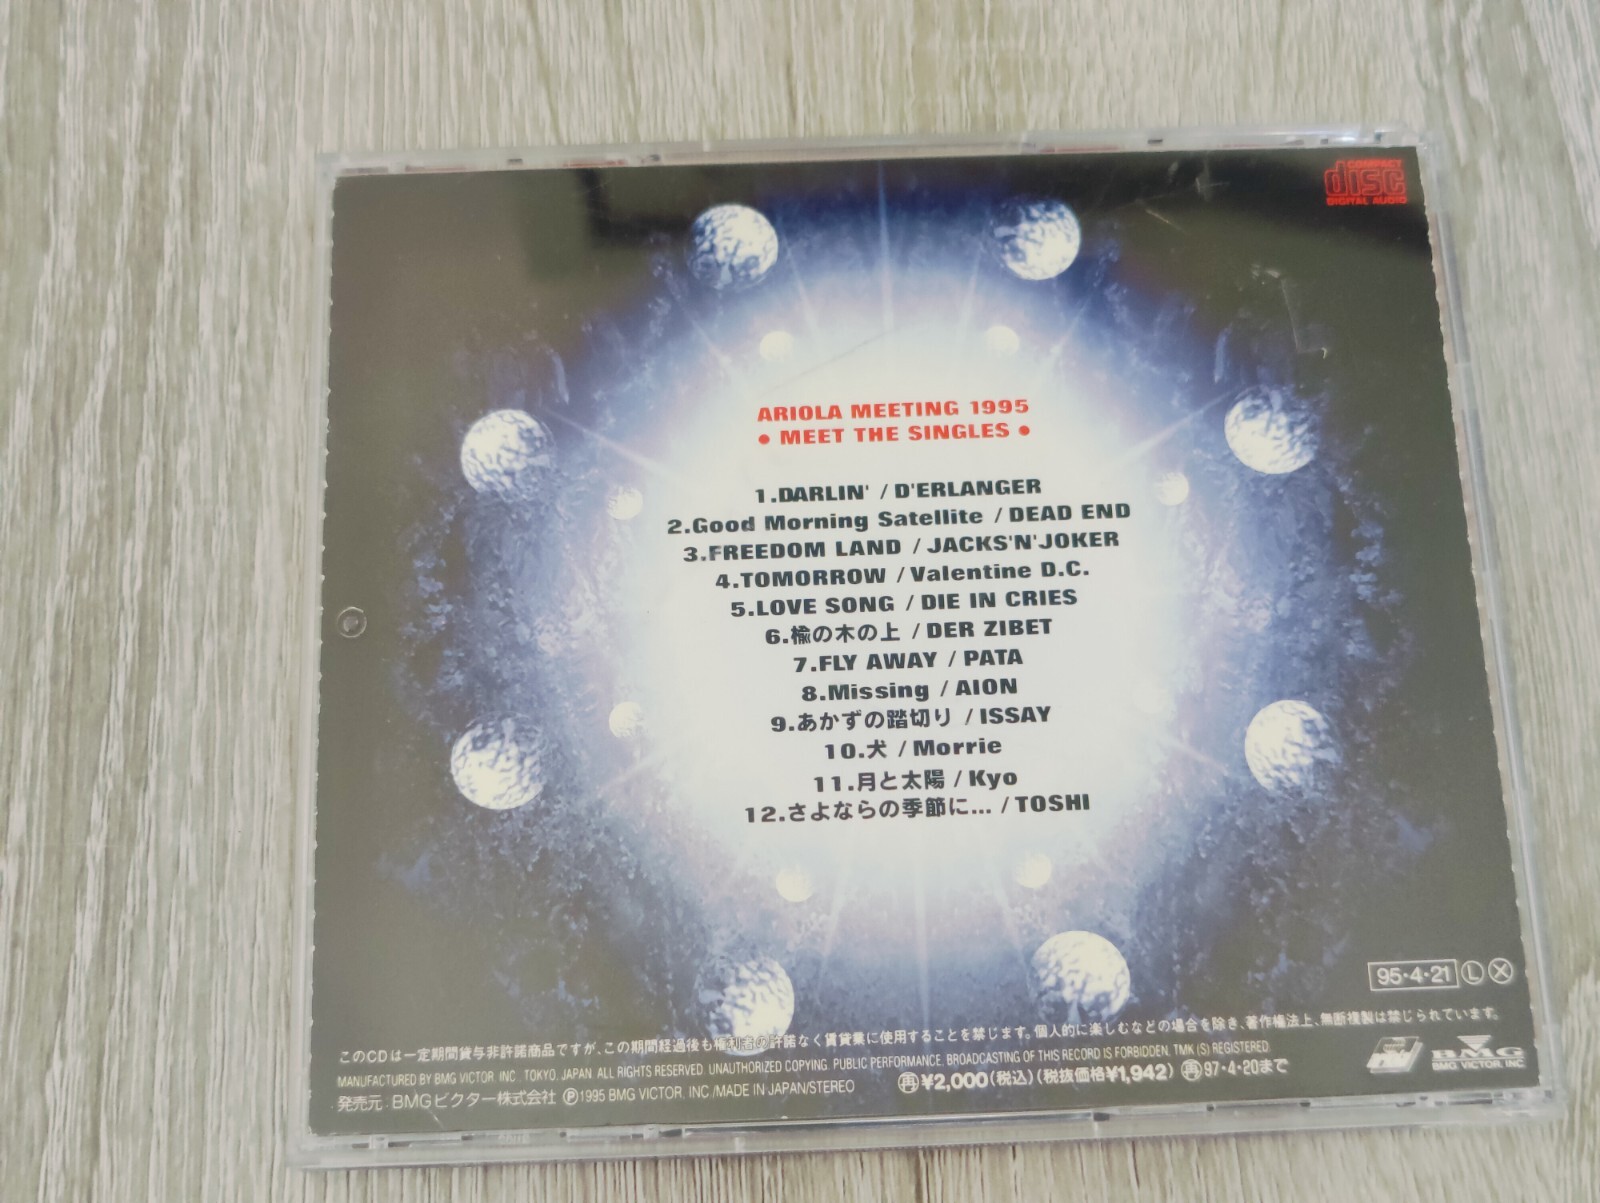 COMPACT
disc
DIGITAL AUDIO
ARIOLA MEETING 1995
● MEET THE SINGLES ●
1.DARLIN' / D'ERLANGER
2.Good Morning Satellite / DEAD END
3.FREEDOM LAND / JACKS'N'JOKER
4.TOMORROW / Valentine D.C.
5.LOVE SONG / DIE IN CRIES
6.楡の木の上 / DER ZIBET
7.FLY AWAY / PATA
8.Missing / AION
9.あかずの踏切り / ISSAY
10.犬 / Morrie
11.月と太陽 / Kyo
12.さよならの季節に... / TOSHI
95・4・21 Ⓛ Ⓧ
このCDは一定期間貸与非許諾商品ですが、この期間経過後も権利者の許諾なく賃貸業に使用することを禁じます。個人的に楽しむなどの場合を除き、著作権法上、無断複製は禁じられています。
MANUFACTURED BY BMG VICTOR, INC., TOKYO, JAPAN. ALL RIGHTS RESERVED. UNAUTHORIZED COPYING. PUBLIC PERFORMANCE. BROADCASTING OF THIS RECORD IS FORBIDDEN. TMK (S) REGISTERED.
発売元:BMGビクター株式会社 Ⓟ1995 BMG VICTOR, INC./MADE IN JAPAN/STEREO
㊢¥2,000(税込)(税抜価格¥1,942) 再97・4・20まで
BMG
BMG VICTOR, INC.